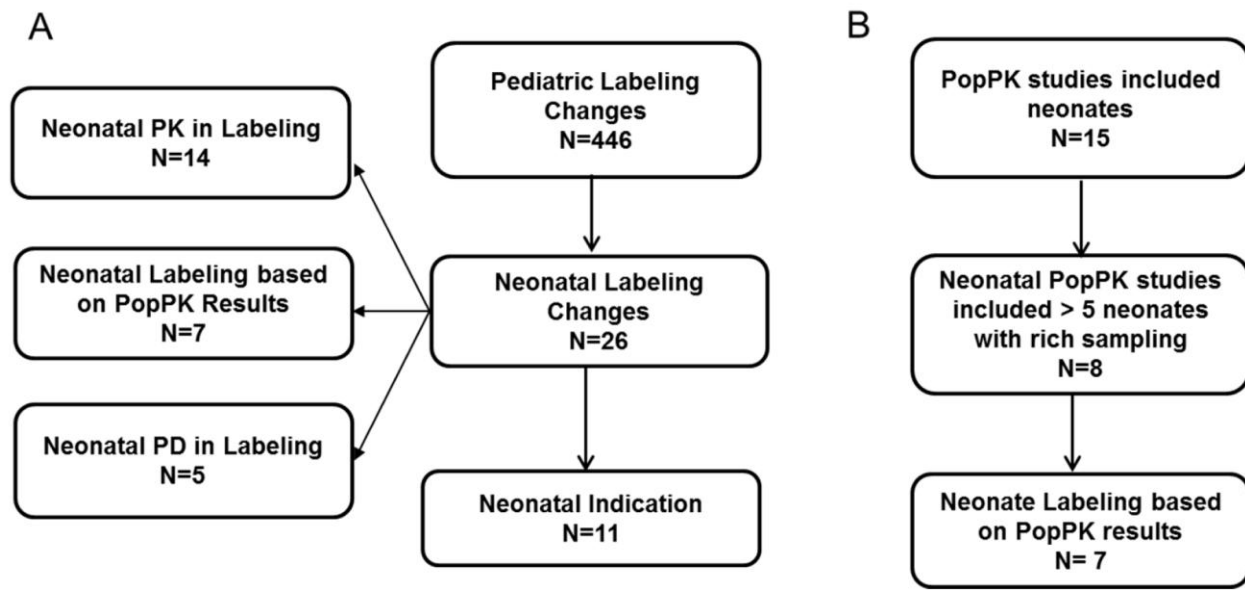 A
Pediatric Labeling
Changes
N=446
Neonatal PK in Labeling
N=14
Neonatal Labeling based
on PopPK Results
N=7
Neonatal Labeling
Changes
N=26
Neonatal PD in Labeling
N=5
Neonatal Indication
N=11
B
PopPK studies included
neonates
N=15
Neonatal PopPK studies
included > 5 neonates
with rich sampling
N=8
Neonate Labeling based
on PopPK results
N= 7